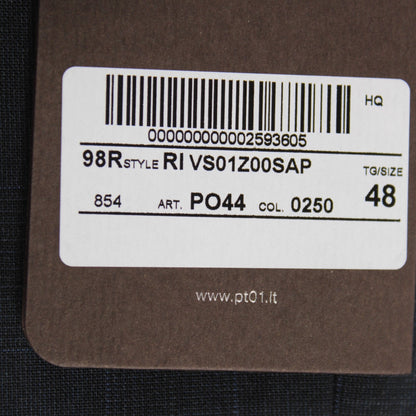 HQ
000000000002593605
98R STYLE RI VS01Z00SAP TG/SIZE
854 ART. PO44 COL. 0250 48
www.pt01.it